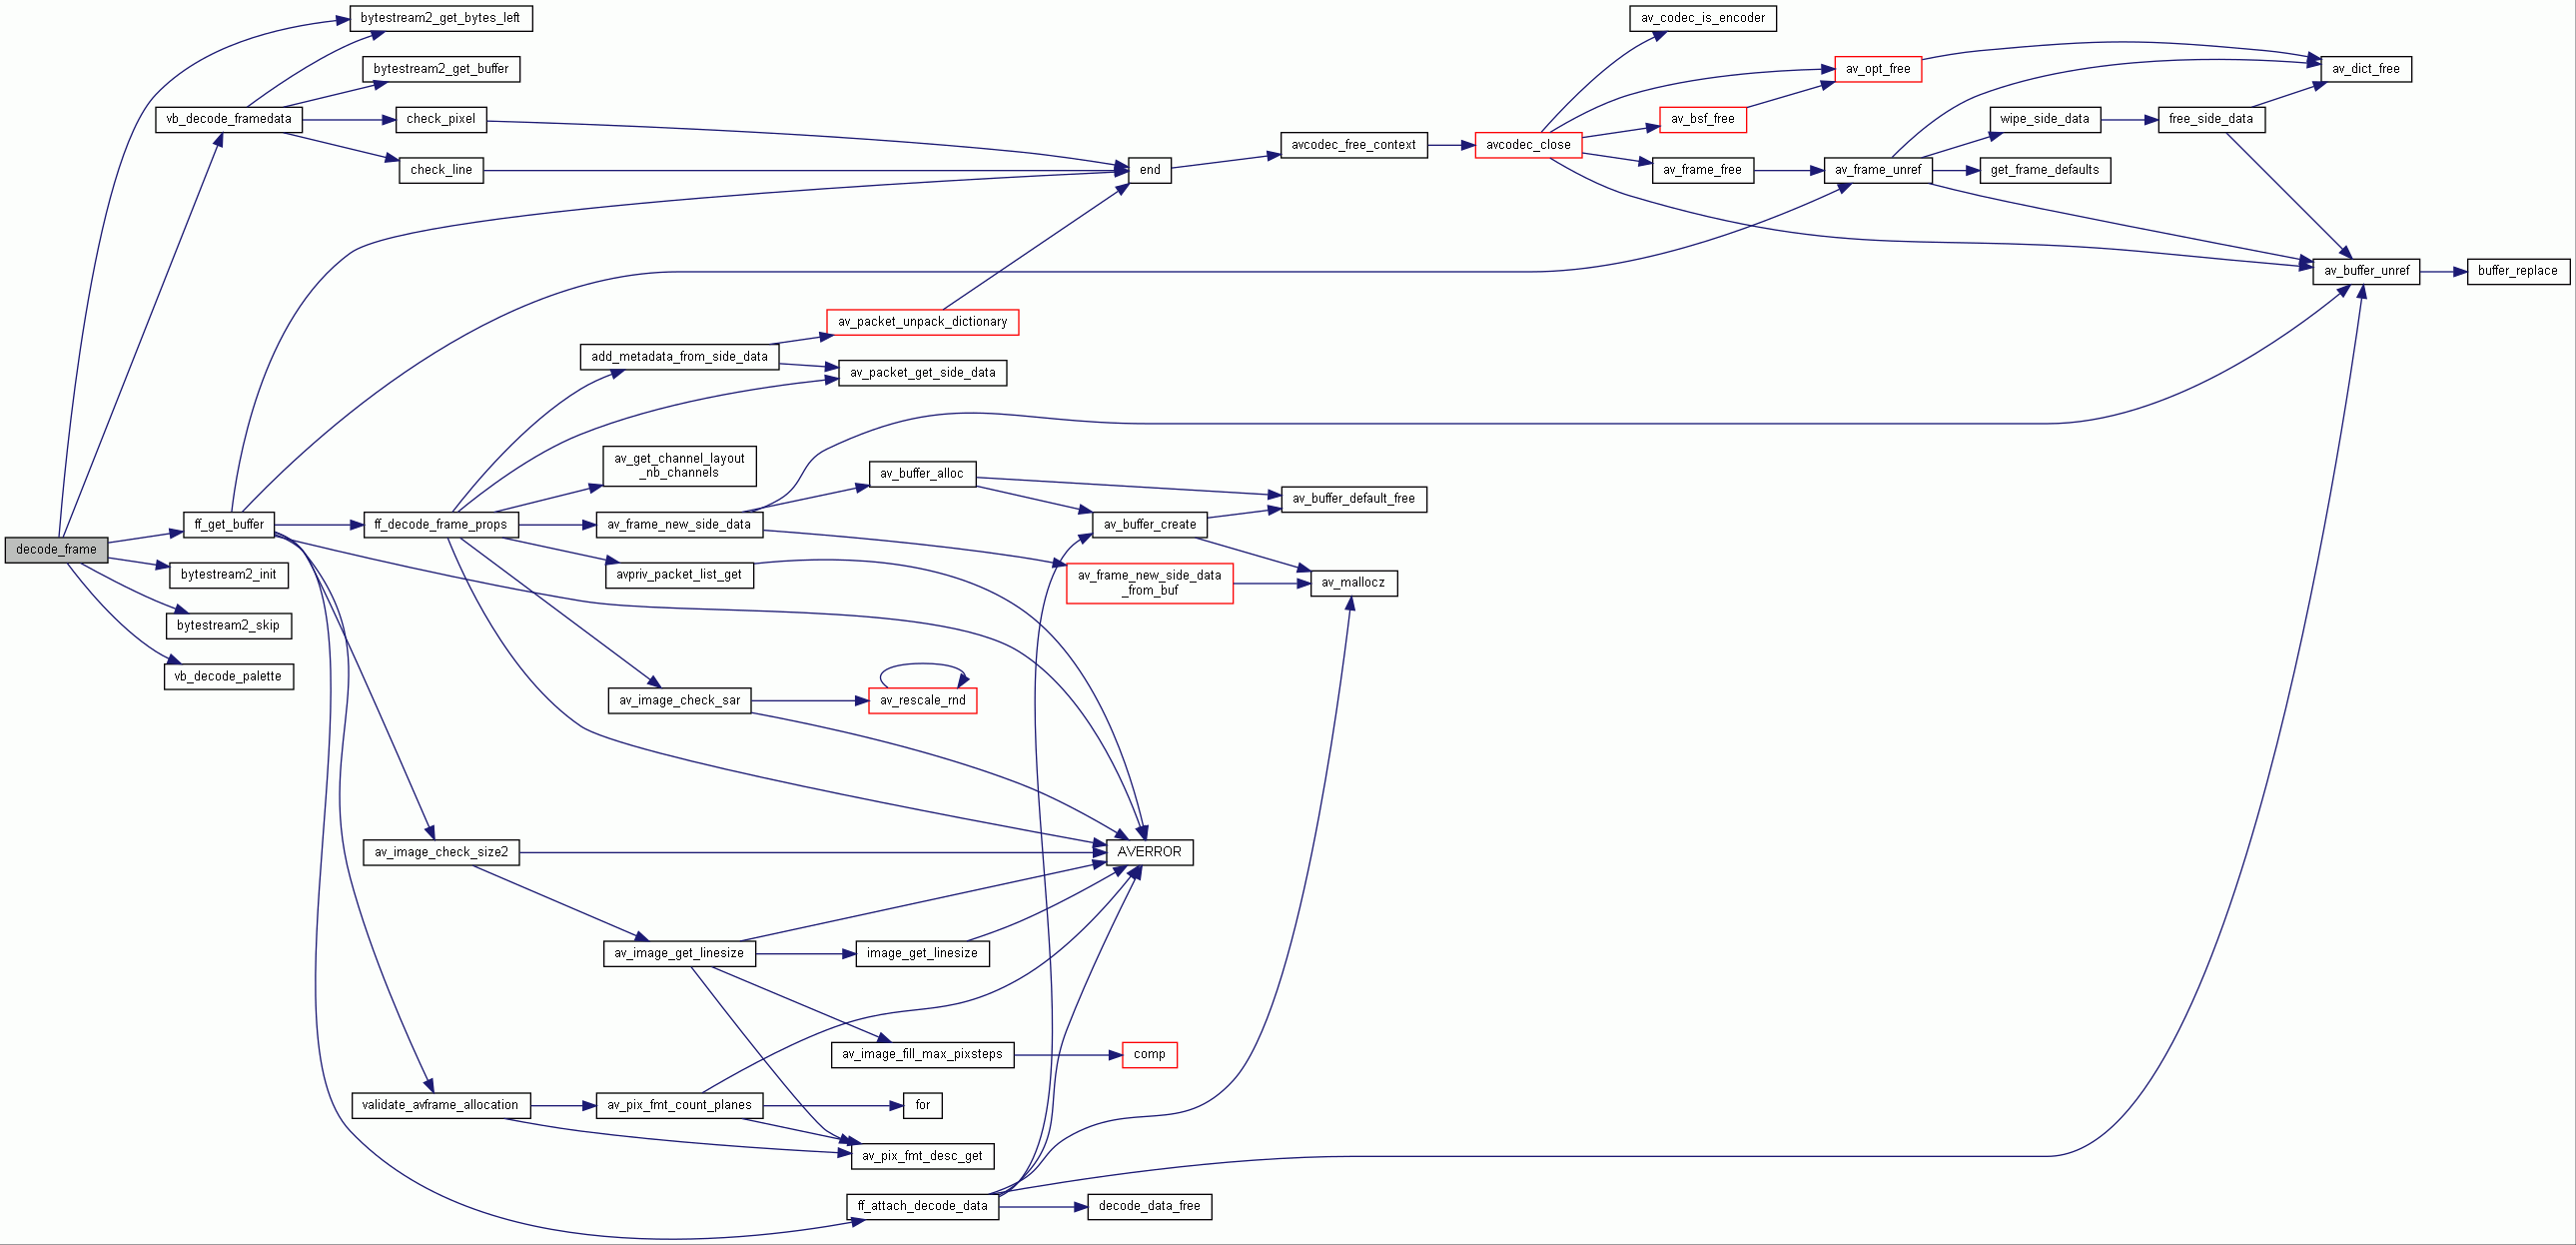 decode_frame
bytestream2_get_bytes_left
bytestream2_get_buffer
vb_decode_framedata
check_pixel
check_line
ff_get_buffer
bytestream2_init
bytestream2_skip
vb_decode_palette
end
avcodec_free_context
avcodec_close
av_codec_is_encoder
av_opt_free
av_bsf_free
av_frame_free
av_dict_free
wipe_side_data
free_side_data
av_frame_unref
get_frame_defaults
av_buffer_unref
buffer_replace
av_packet_unpack_dictionary
add_metadata_from_side_data
av_packet_get_side_data
av_get_channel_layout
_nb_channels
ff_decode_frame_props
av_frame_new_side_data
avpriv_packet_list_get
av_buffer_alloc
av_buffer_default_free
av_buffer_create
av_frame_new_side_data
_from_buf
av_mallocz
av_image_check_sar
av_rescale_rnd
av_image_check_size2
AVERROR
av_image_get_linesize
image_get_linesize
av_image_fill_max_pixsteps
comp
validate_avframe_allocation
av_pix_fmt_count_planes
for
av_pix_fmt_desc_get
ff_attach_decode_data
decode_data_free